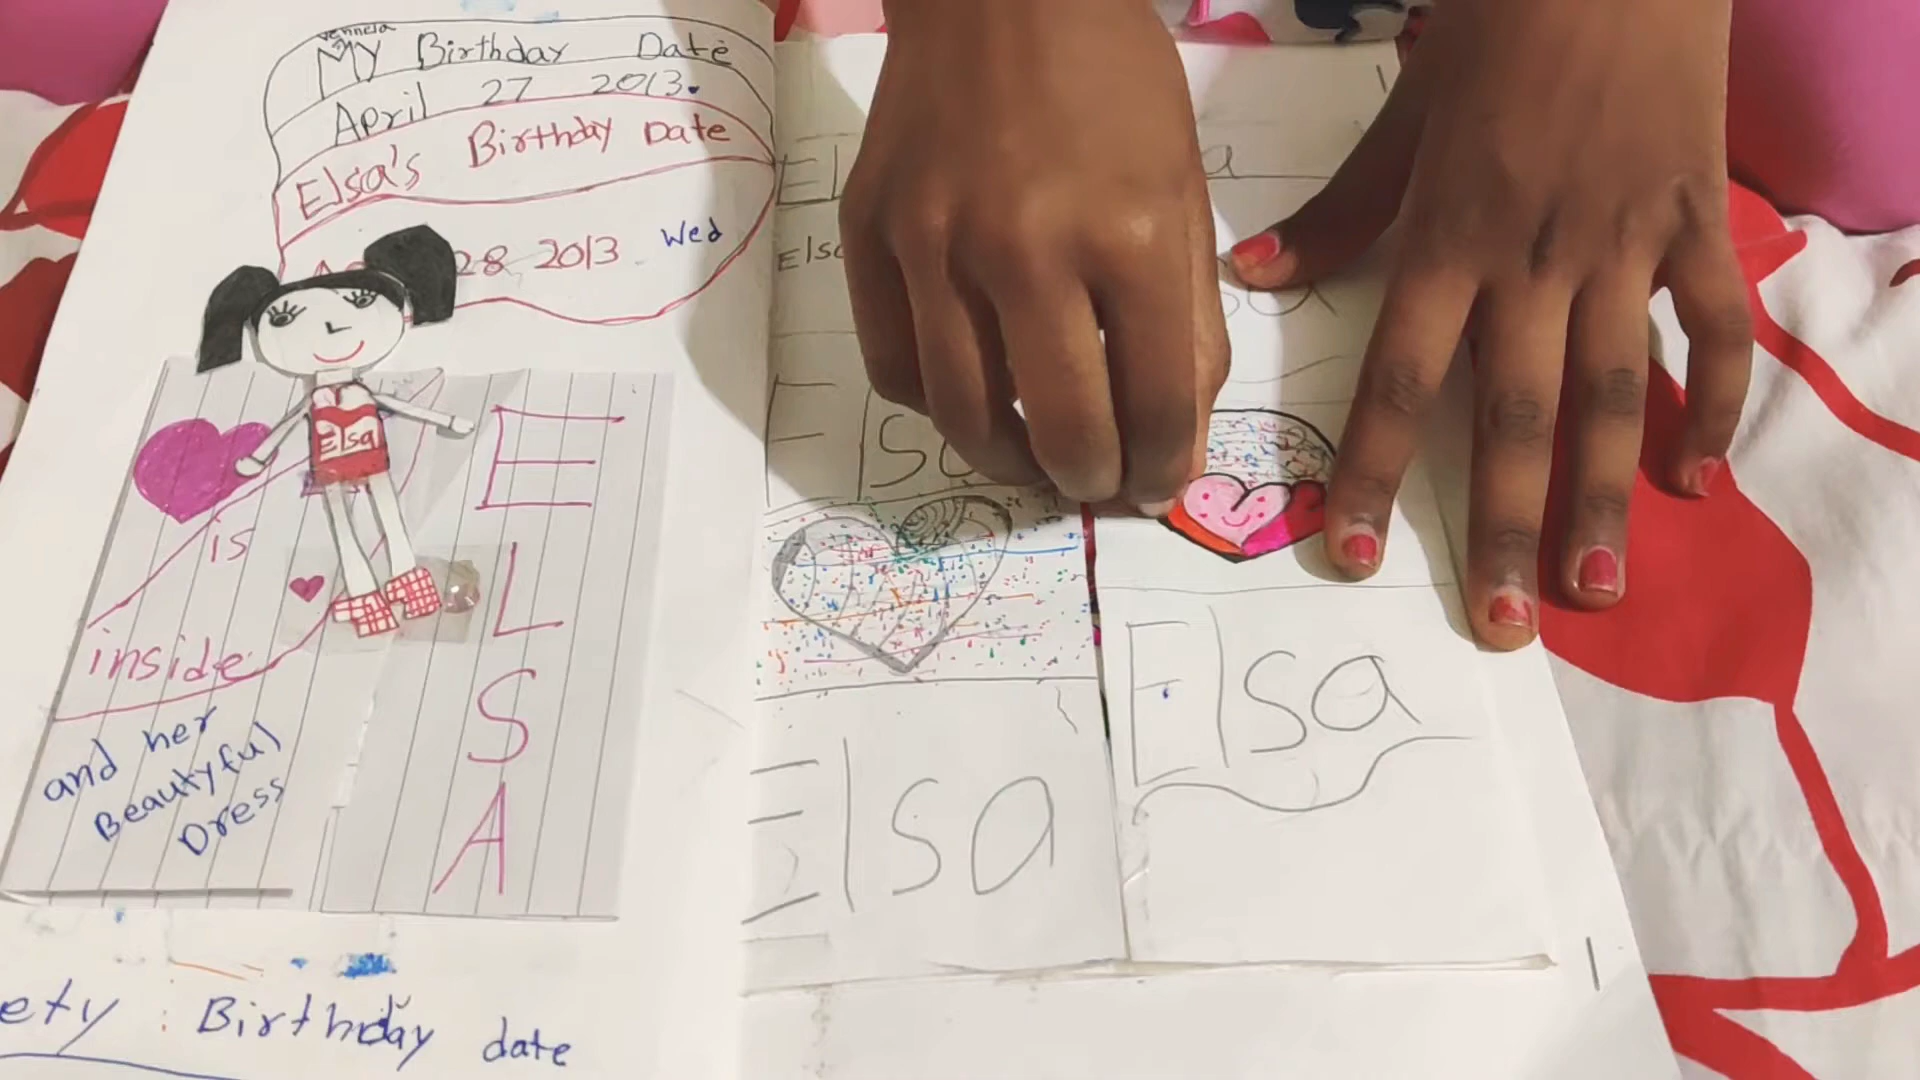 vennela
My Birthday Date
April 27 2013.
Elsa's Birthday Date
28 2013 Wed
Elsa
is
inside
and her
Beautyful
Dress
E
L
S
A
ety : Birthday date
Elsa
Elsa
Elsa